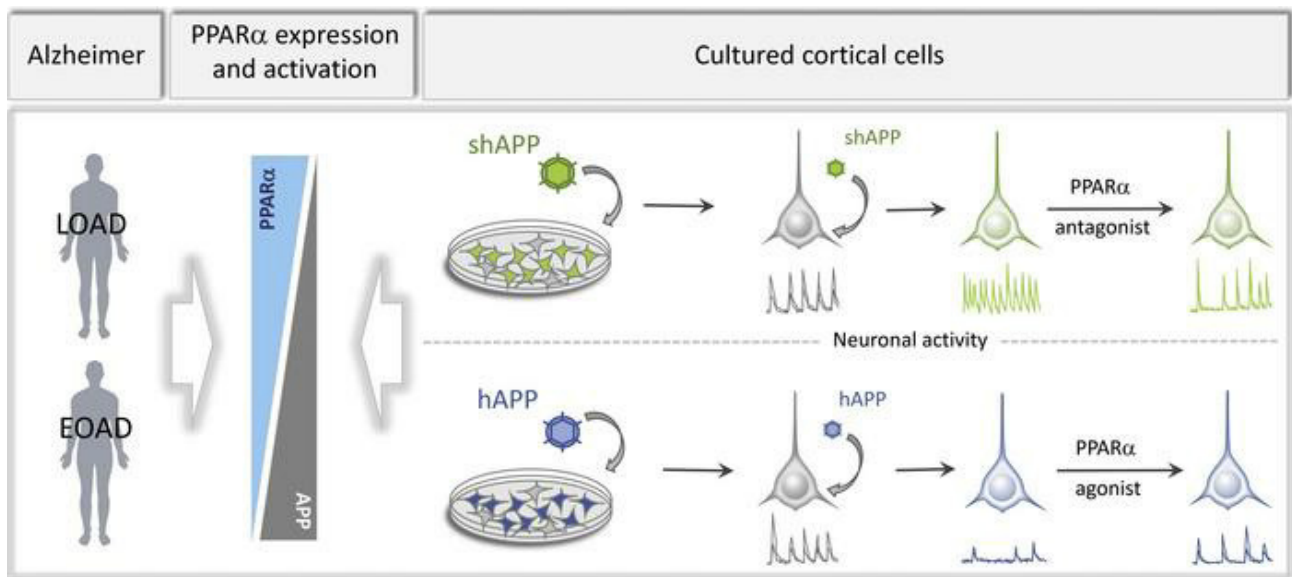 Alzheimer
PPARα expression
and activation
Cultured cortical cells
LOAD
EOAD
PPARα
APP
shAPP
shAPP
PPARα
antagonist
Neuronal activity
hAPP
hAPP
PPARα
agonist